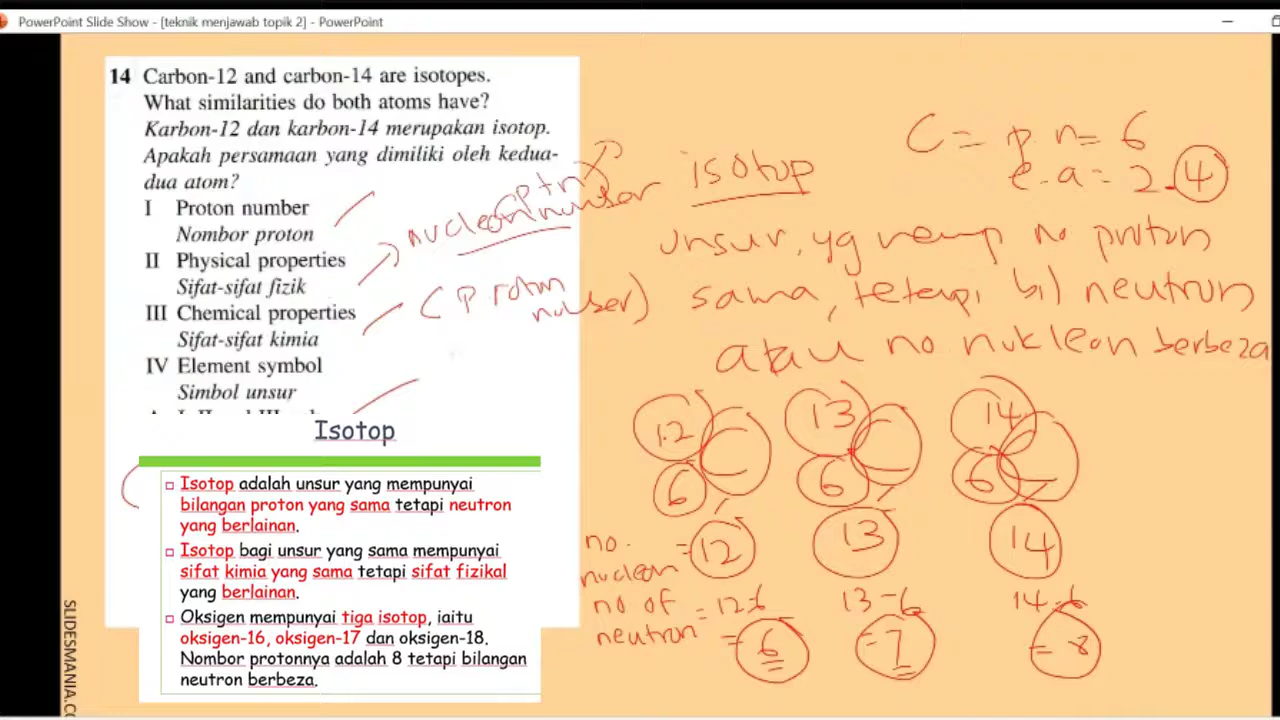 PowerPoint Slide Show - [teknik menjawab topik 2] - PowerPoint
14 Carbon-12 and carbon-14 are isotopes.
What similarities do both atoms have?
Karbon-12 dan karbon-14 merupakan isotop.
Apakah persamaan yang dimiliki oleh kedua-
dua atom?
I Proton number
Nombor proton
II Physical properties
Sifat-sifat fizik
III Chemical properties
Sifat-sifat kimia
IV Element symbol
Simbol unsur
nucleon number
(proton
number)
Isotop
Isotop adalah unsur yang mempunyai
bilangan proton yang sama tetapi neutron
yang berlainan.
Isotop bagi unsur yang sama mempunyai
sifat kimia yang sama tetapi sifat fizikal
yang berlainan.
Oksigen mempunyai tiga isotop, iaitu
oksigen-16, oksigen-17 dan oksigen-18.
Nombor protonnya adalah 8 tetapi bilangan
neutron berbeza.
SLIDESMANIA.C
C = p n = 6
e.a = 2.4
isotop
unsur yg memp no proton
sama, tetapi bil neutron
atau no nukleon berbeza
12 C 13 C 14 C
6 6 6
no.
nucleon = 12 13 14
no of
neutron = 12-6 13-6 14-6
= 6 = 7 = 8